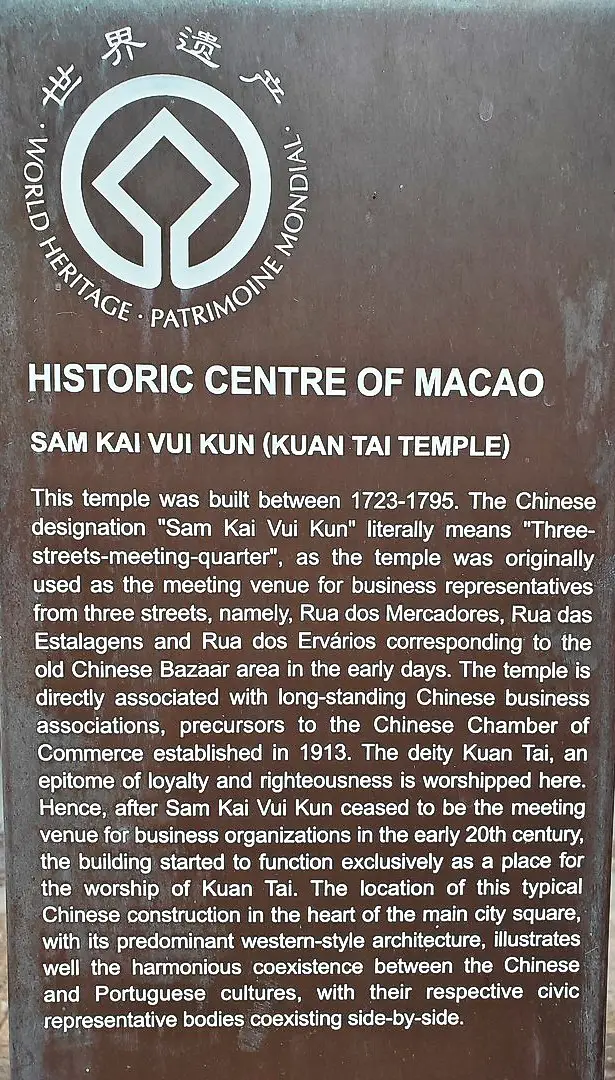 世界遗产
· WORLD HERITAGE · PATRIMOINE MONDIAL ·
HISTORIC CENTRE OF MACAO
SAM KAI VUI KUN (KUAN TAI TEMPLE)
This temple was built between 1723-1795. The Chinese
designation "Sam Kai Vui Kun" literally means "Three-
streets-meeting-quarter", as the temple was originally
used as the meeting venue for business representatives
from three streets, namely, Rua dos Mercadores, Rua das
Estalagens and Rua dos Ervários corresponding to the
old Chinese Bazaar area in the early days. The temple is
directly associated with long-standing Chinese business
associations, precursors to the Chinese Chamber of
Commerce established in 1913. The deity Kuan Tai, an
epitome of loyalty and righteousness is worshipped here.
Hence, after Sam Kai Vui Kun ceased to be the meeting
venue for business organizations in the early 20th century,
the building started to function exclusively as a place for
the worship of Kuan Tai. The location of this typical
Chinese construction in the heart of the main city square,
with its predominant western-style architecture, illustrates
well the harmonious coexistence between the Chinese
and Portuguese cultures, with their respective civic
representative bodies coexisting side-by-side.